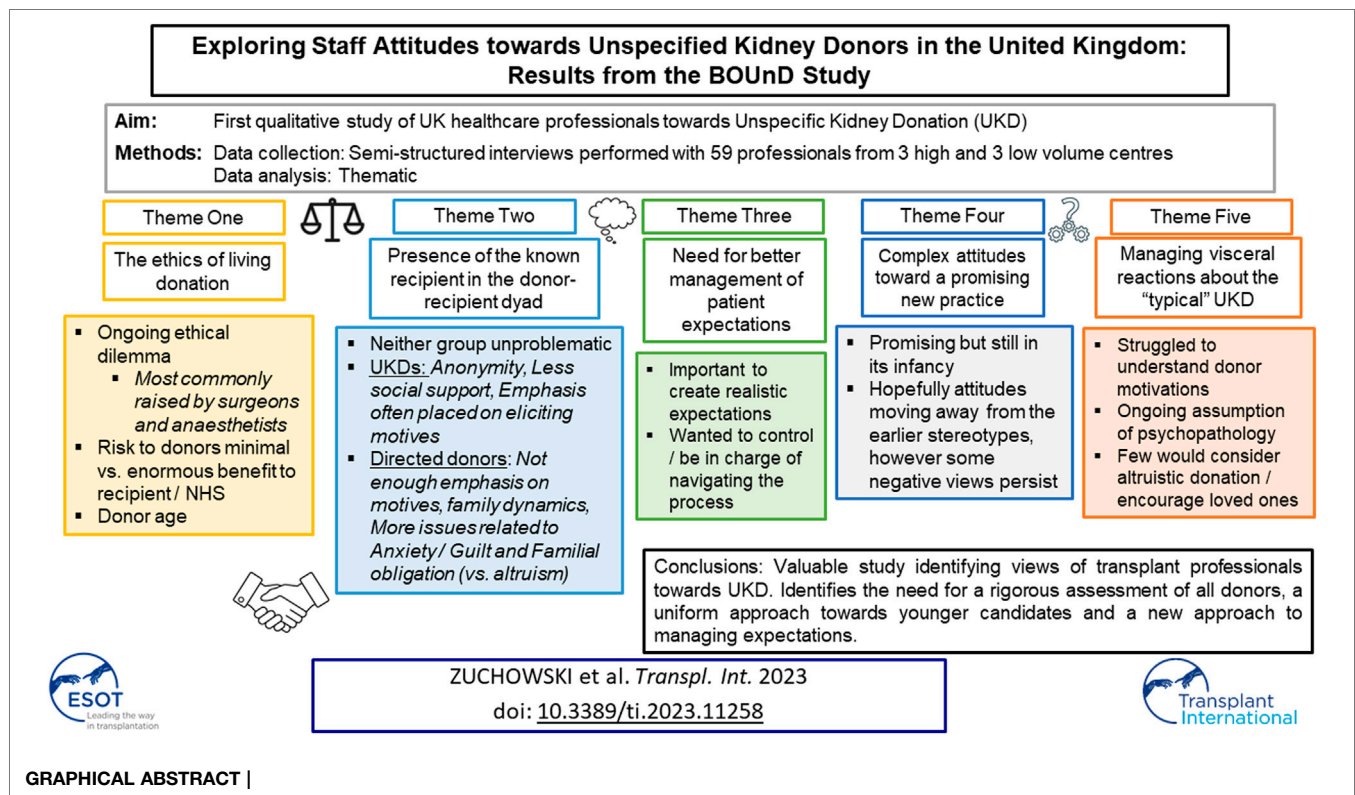 Exploring Staff Attitudes towards Unspecified Kidney Donors in the United Kingdom:
Results from the BOUnD Study
Aim: First qualitative study of UK healthcare professionals towards Unspecific Kidney Donation (UKD)
Methods: Data collection: Semi-structured interviews performed with 59 professionals from 3 high and 3 low volume centres
Data analysis: Thematic
Theme One
The ethics of living
donation
▪ Ongoing ethical
dilemma
▪ Most commonly
raised by surgeons
and anaesthetists
▪ Risk to donors minimal
vs. enormous benefit to
recipient / NHS
▪ Donor age
Theme Two
Presence of the known
recipient in the donor-
recipient dyad
▪ Neither group unproblematic
▪ UKDs: Anonymity, Less
social support, Emphasis
often placed on eliciting
motives
▪ Directed donors: Not
enough emphasis on
motives, family dynamics,
More issues related to
Anxiety / Guilt and Familial
obligation (vs. altruism)
Theme Three
Need for better
management of
patient
expectations
▪ Important to
create realistic
expectations
▪ Wanted to control
/ be in charge of
navigating the
process
Theme Four
Complex attitudes
toward a promising
new practice
▪ Promising but still in
its infancy
▪ Hopefully attitudes
moving away from the
earlier stereotypes,
however some
negative views persist
Theme Five
Managing visceral
reactions about the
“typical” UKD
▪ Struggled to
understand donor
motivations
▪ Ongoing assumption
of psychopathology
▪ Few would consider
altruistic donation /
encourage loved ones
Conclusions: Valuable study identifying views of transplant professionals
towards UKD. Identifies the need for a rigorous assessment of all donors, a
uniform approach towards younger candidates and a new approach to
managing expectations.
ESOT
Leading the way
in transplantation
ZUCHOWSKI et al. Transpl. Int. 2023
doi: 10.3389/ti.2023.11258
Transplant
International
GRAPHICAL ABSTRACT |